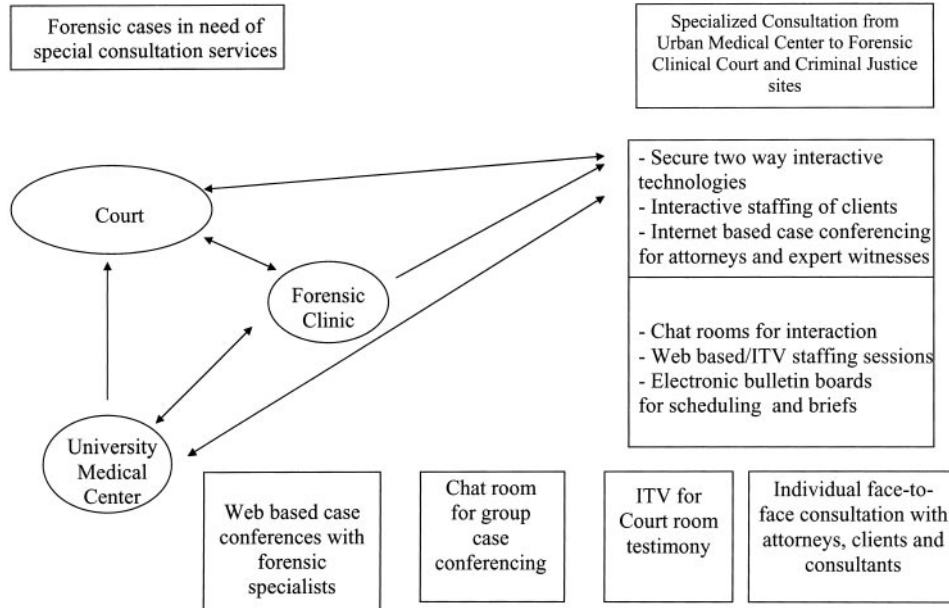 Forensic cases in need of
special consultation services
Specialized Consultation from
Urban Medical Center to Forensic
Clinical Court and Criminal Justice
sites
- Secure two way interactive
technologies
- Interactive staffing of clients
- Internet based case conferencing
for attorneys and expert witnesses
Court
Forensic
Clinic
- Chat rooms for interaction
- Web based/ITV staffing sessions
- Electronic bulletin boards
for scheduling and briefs
University
Medical
Center
Web based case
conferences with
forensic
specialists
Chat room
for group
case
conferencing
ITV for
Court room
testimony
Individual face-to-
face consultation with
attorneys, clients and
consultants